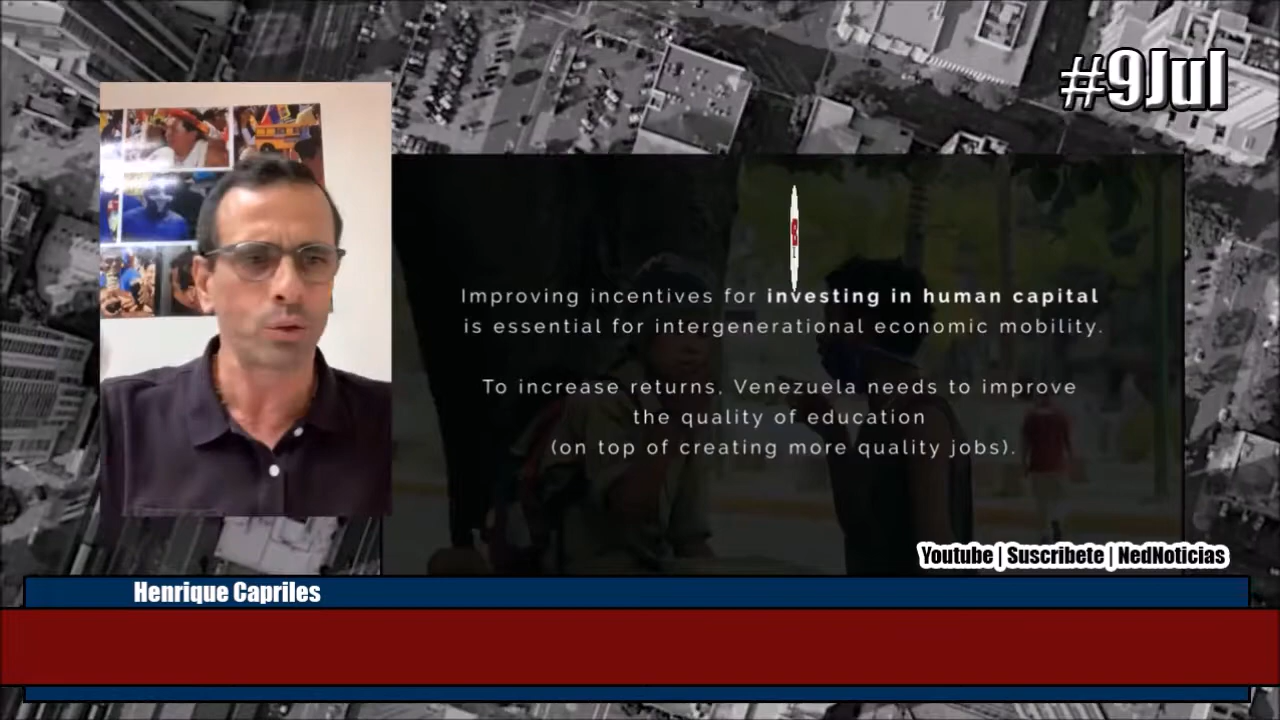 #9Jul
Improving incentives for investing in human capital
is essential for intergenerational economic mobility.
To increase returns, Venezuela needs to improve
the quality of education
(on top of creating more quality jobs).
Youtube | Suscribete | NedNoticias
Henrique Capriles